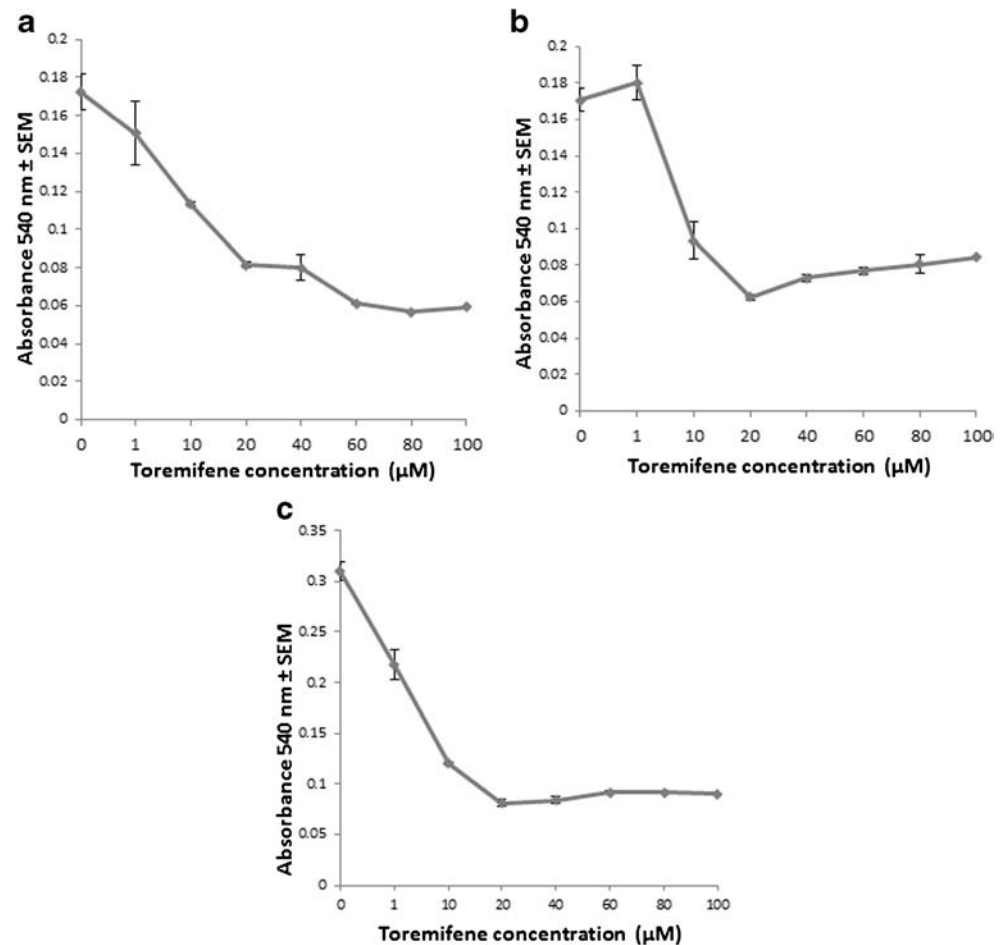 a
0.2
0.18
0.16
0.14
0.12
0.1
0.08
0.06
0.04
0.02
0
Absorbance 540 nm ± SEM
0 1 10 20 40 60 80 100
Toremifene concentration (µM)
b
0.2
0.18
0.16
0.14
0.12
0.1
0.08
0.06
0.04
0.02
0
Absorbance 540 nm ± SEM
0 1 10 20 40 60 80 100
Toremifene concentration (µM)
c
0.35
0.3
0.25
0.2
0.15
0.1
0.05
0
Absorbance 540 nm ± SEM
0 1 10 20 40 60 80 100
Toremifene concentration (µM)